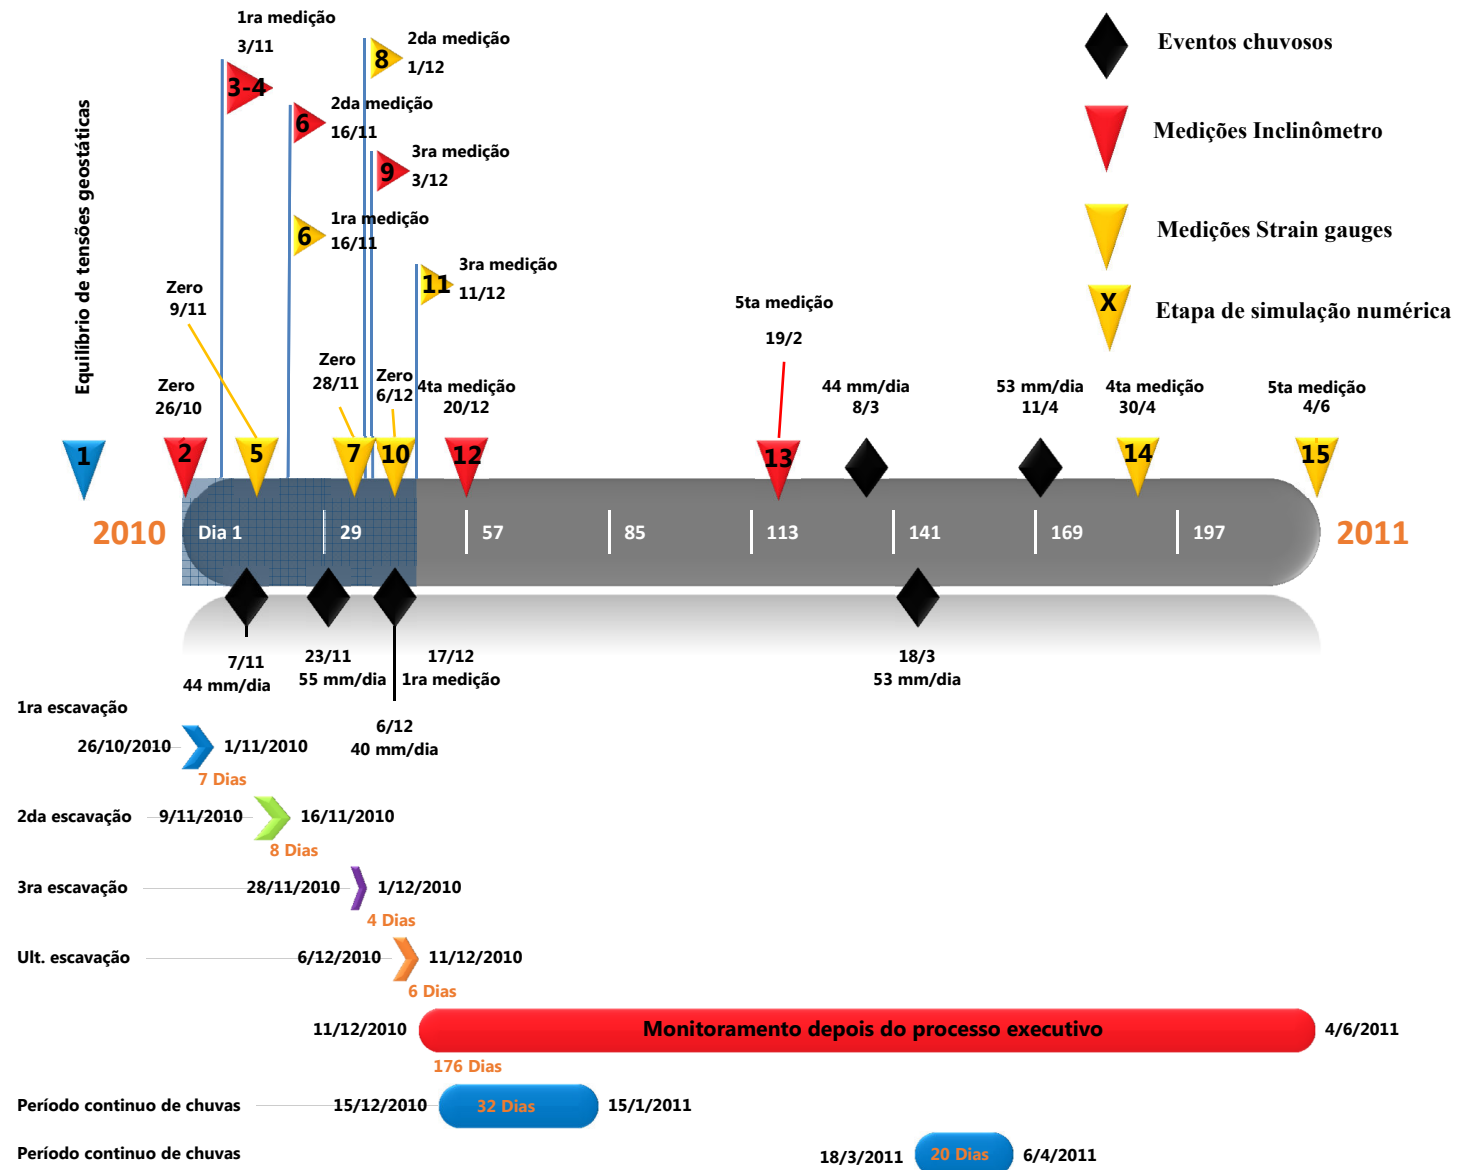 1ra medição
3/11
3-4
2da medição
16/11
6
1ra medição
16/11
6
2da medição
1/12
8
3ra medição
3/12
9
3ra medição
11/12
11
Eventos chuvosos
Medições Inclinômetro
Medições Strain gauges
X
Etapa de simulação numérica
Equilíbrio de tensões geostáticas
1
Zero
26/10
2
Zero
9/11
5
Zero
28/11
7
Zero
6/12
10
4ta medição
20/12
12
5ta medição
19/2
13
44 mm/dia
8/3
53 mm/dia
11/4
4ta medição
30/4
14
5ta medição
4/6
15
2010
Dia 1
29
57
85
113
141
169
197
2011
7/11
44 mm/dia
23/11
55 mm/dia
17/12
1ra medição
6/12
40 mm/dia
18/3
53 mm/dia
1ra escavação
26/10/2010
1/11/2010
7 Dias
2da escavação
9/11/2010
16/11/2010
8 Dias
3ra escavação
28/11/2010
1/12/2010
4 Dias
Ult. escavação
6/12/2010
11/12/2010
6 Dias
11/12/2010
Monitoramento depois do processo executivo
4/6/2011
176 Dias
Período continuo de chuvas
15/12/2010
32 Dias
15/1/2011
Período continuo de chuvas
18/3/2011
20 Dias
6/4/2011